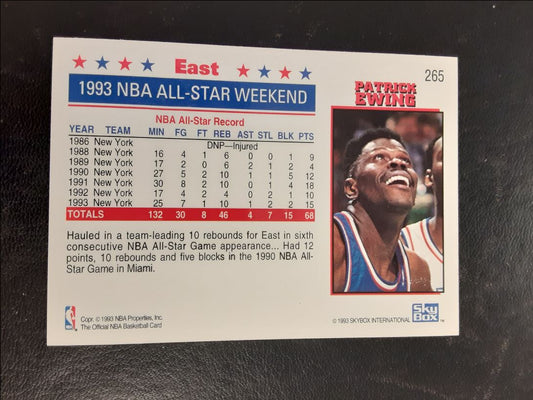 265
East
1993 NBA ALL-STAR WEEKEND
PATRICK
EWING
NBA All-Star Record
YEAR TEAM MIN FG FT REB AST STL BLK PTS
1986 New York DNP—Injured
1988 New York 16 4 1 6 0 0 1 9
1989 New York 17 2 0 6 2 1 2 4
1990 New York 27 5 2 10 1 1 5 12
1991 New York 30 8 2 10 0 1 4 18
1992 New York 17 4 2 4 0 2 1 10
1993 New York 25 7 1 10 1 2 2 15
TOTALS 132 30 8 46 4 7 15 68
Hauled in a team-leading 10 rebounds for East in sixth
consecutive NBA All-Star Game appearance... Had 12
points, 10 rebounds and five blocks in the 1990 NBA All-
Star Game in Miami.
Copr. © 1993 NBA Properties, Inc.
The Official NBA Basketball Card
© 1993 SKYBOX INTERNATIONAL
SkyBox™